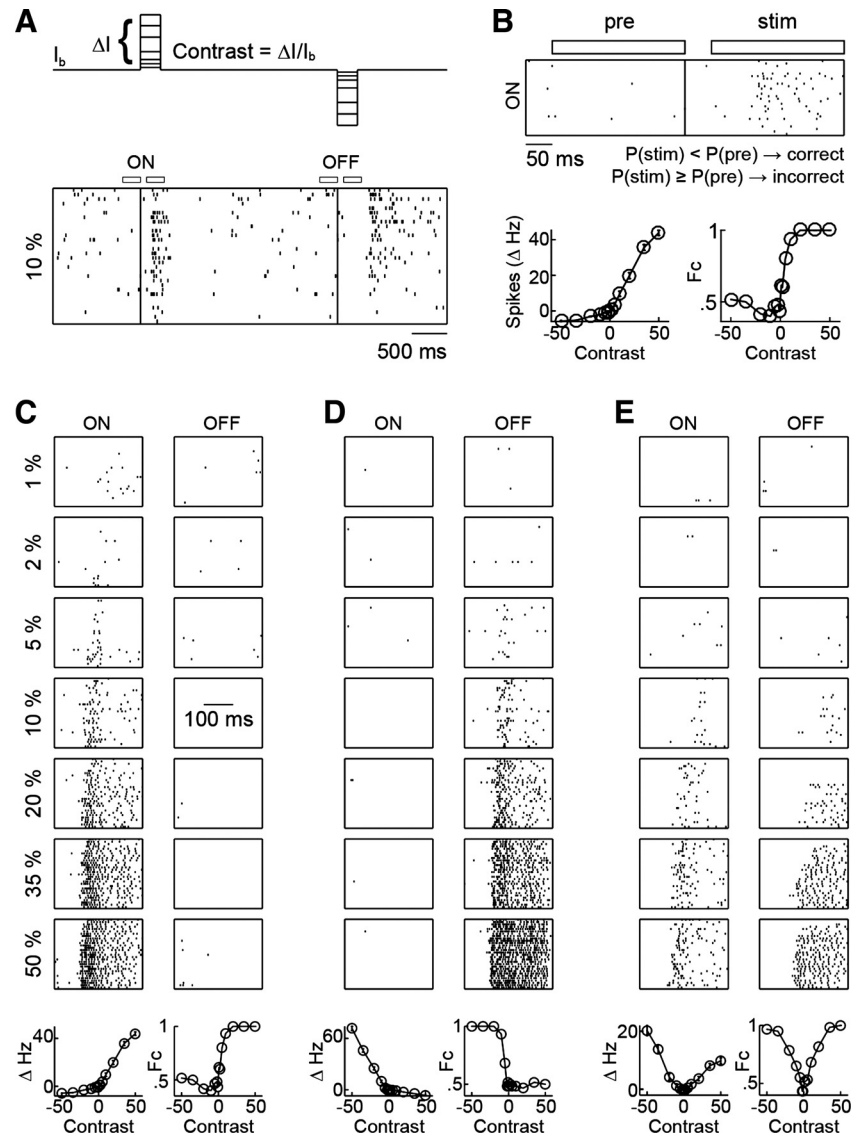 A
ΔI
{
Contrast = ΔI/Ib
Ib
ON
OFF
10 %
500 ms
B
pre
stim
ON
50 ms
P(stim) < P(pre) → correct
P(stim) ≥ P(pre) → incorrect
Spikes (Δ Hz)
40
20
0
-50
0
50
Contrast
Fc
1
.5
-50
0
50
Contrast
C
ON
OFF
D
ON
OFF
E
ON
OFF
1 %
2 %
5 %
10 %
100 ms
20 %
35 %
50 %
Δ Hz
40
0
-50
0
50
Contrast
Fc
1
.5
-50
0
50
Contrast
Δ Hz
60
0
-50
0
50
Contrast
Fc
1
.5
-50
0
50
Contrast
Δ Hz
20
0
-50
0
50
Contrast
Fc
1
.5
-50
0
50
Contrast